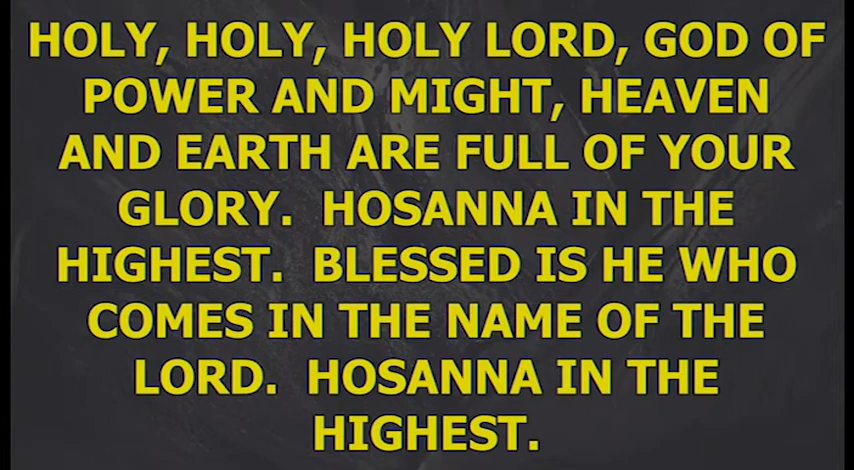 HOLY, HOLY, HOLY LORD, GOD OF
POWER AND MIGHT, HEAVEN
AND EARTH ARE FULL OF YOUR
GLORY.  HOSANNA IN THE
HIGHEST.  BLESSED IS HE WHO
COMES IN THE NAME OF THE
LORD.  HOSANNA IN THE
HIGHEST.